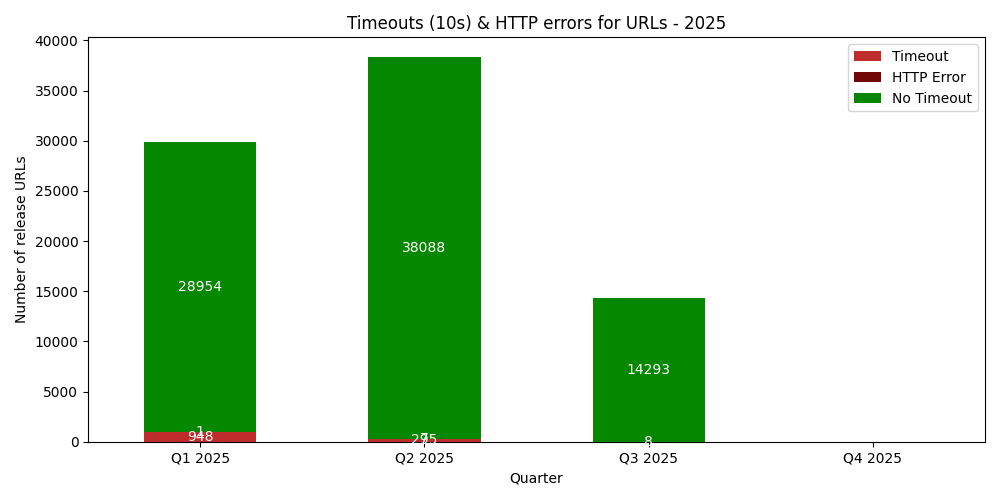 Timeouts (10s) & HTTP errors for URLs - 2025
Timeout
HTTP Error
No Timeout
Number of release URLs
40000
35000
30000
25000
20000
15000
10000
5000
0
28954
1
948
38088
295
14293
8
Q1 2025
Q2 2025
Q3 2025
Q4 2025
Quarter